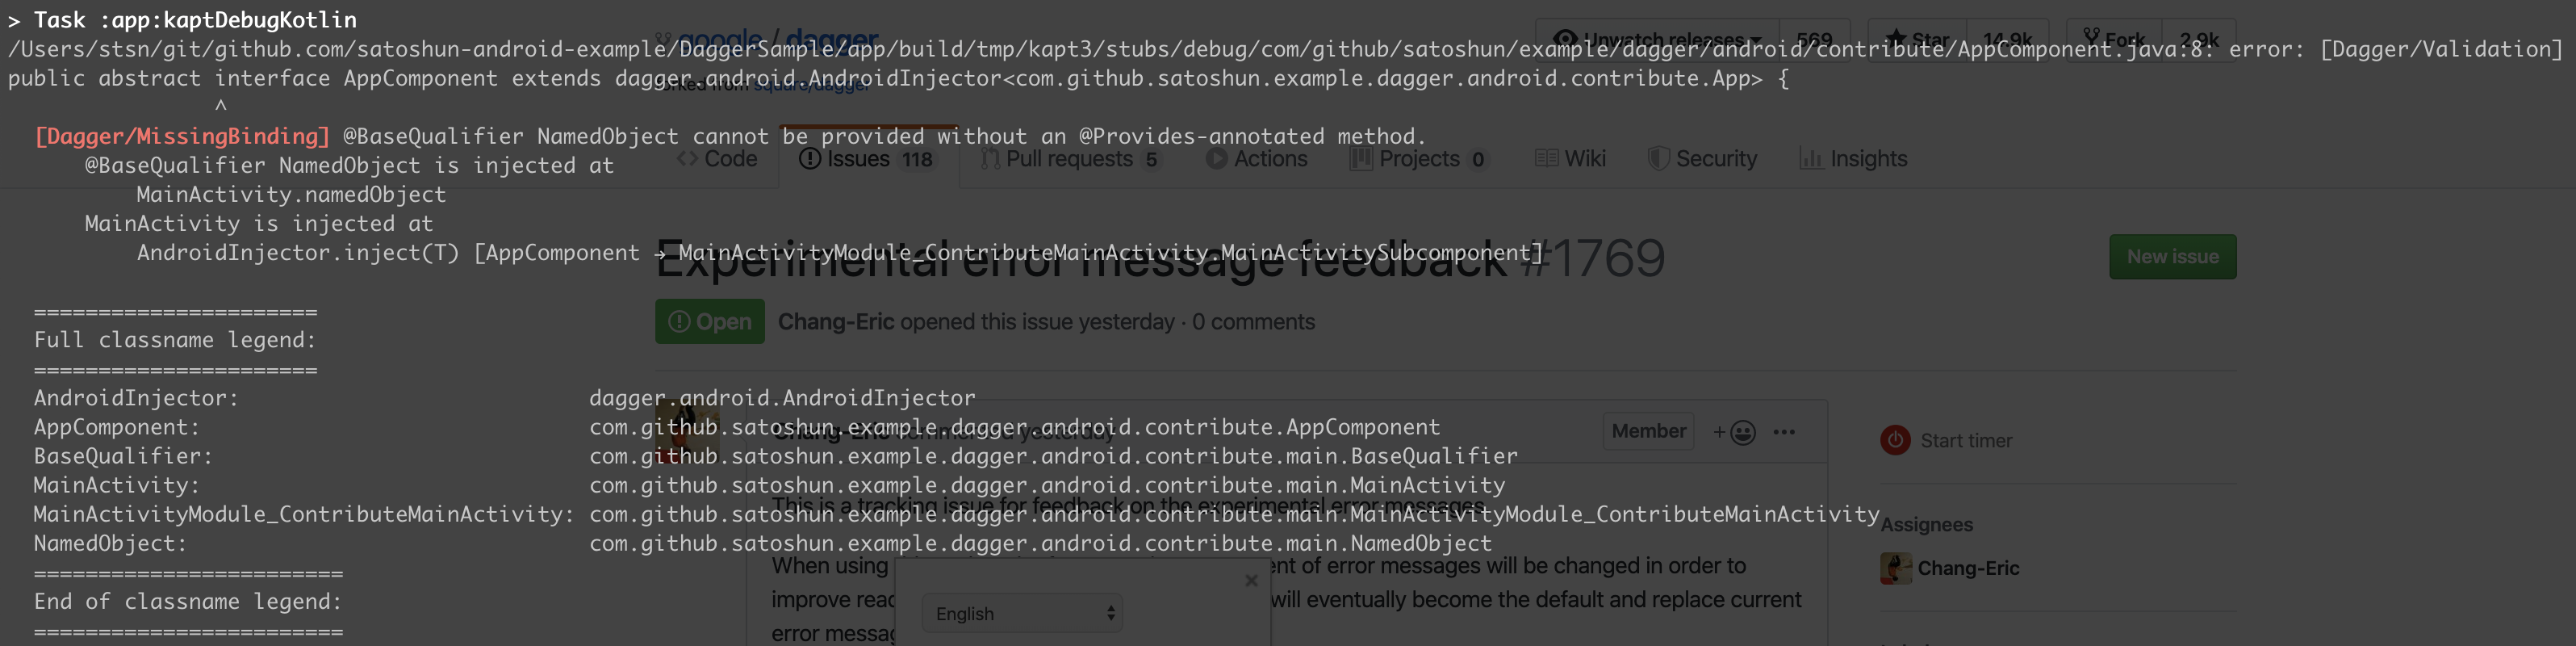 > Task :app:kaptDebugKotlin
/Users/stsn/git/github.com/satoshun-android-example/DaggerSample/app/build/tmp/kapt3/stubs/debug/com/github/satoshun/example/dagger/android/contribute/AppComponent.java:8: error: [Dagger/Validation]
public abstract interface AppComponent extends dagger.android.AndroidInjector<com.github.satoshun.example.dagger.android.contribute.App> {
^
[Dagger/MissingBinding] @BaseQualifier NamedObject cannot be provided without an @Provides-annotated method.
@BaseQualifier NamedObject is injected at
MainActivity.namedObject
MainActivity is injected at
AndroidInjector.inject(T) [AppComponent → MainActivityModule_ContributeMainActivity.MainActivitySubcomponent]
======================
Full classname legend:
======================
AndroidInjector: dagger.android.AndroidInjector
AppComponent: com.github.satoshun.example.dagger.android.contribute.AppComponent
BaseQualifier: com.github.satoshun.example.dagger.android.contribute.main.BaseQualifier
MainActivity: com.github.satoshun.example.dagger.android.contribute.main.MainActivity
MainActivityModule_ContributeMainActivity: com.github.satoshun.example.dagger.android.contribute.main.MainActivityModule_ContributeMainActivity
NamedObject: com.github.satoshun.example.dagger.android.contribute.main.NamedObject
========================
End of classname legend:
========================
google / dagger
Unwatch releases 569 Star 14.9k Fork 2.9k
forked from square/dagger
Code Issues 118 Pull requests 5 Actions Projects 0 Wiki Security Insights
Experimental error message feedback #1769
New issue
Open Chang-Eric opened this issue yesterday · 0 comments
Chang-Eric commented yesterday Member
This is a tracking issue for feedback on the experimental error messages
When using
of error messages will be changed in order to
improve
will eventually become the default and replace current
error
English
Start timer
Assignees
Chang-Eric